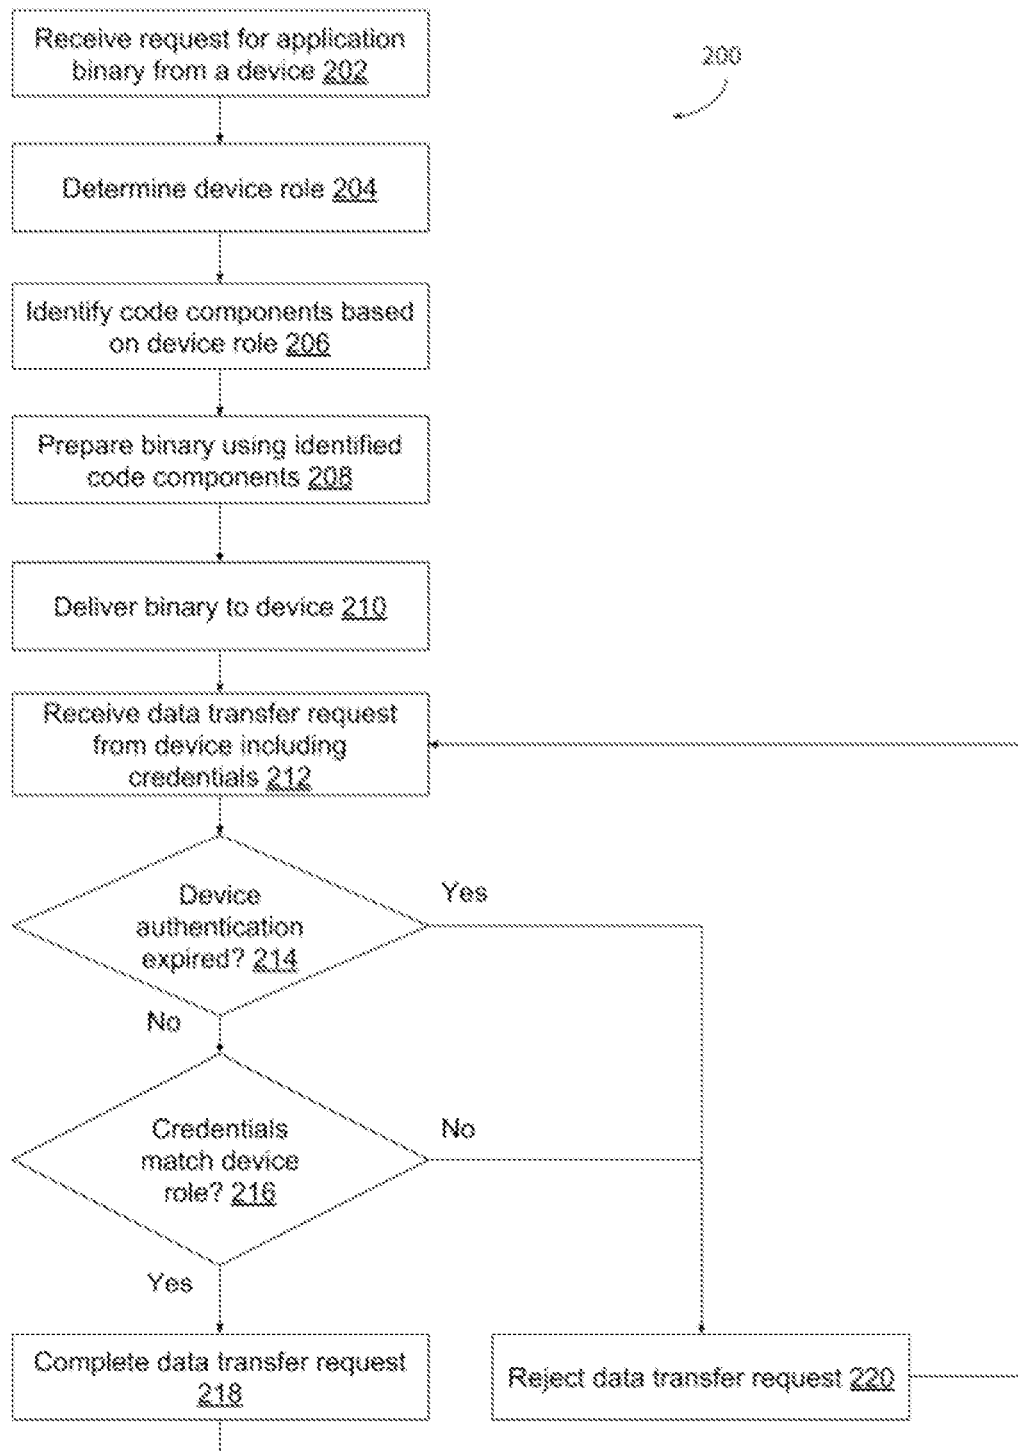 Receive request for application
binary from a device 202
200
Determine device role 204
Identify code components based
on device role 206
Prepare binary using identified
code components 208
Deliver binary to device 210
Receive data transfer request
from device including
credentials 212
Device
authentication
expired? 214
Yes
No
Credentials
match device
role? 216
No
Yes
Complete data transfer request
218
Reject data transfer request 220